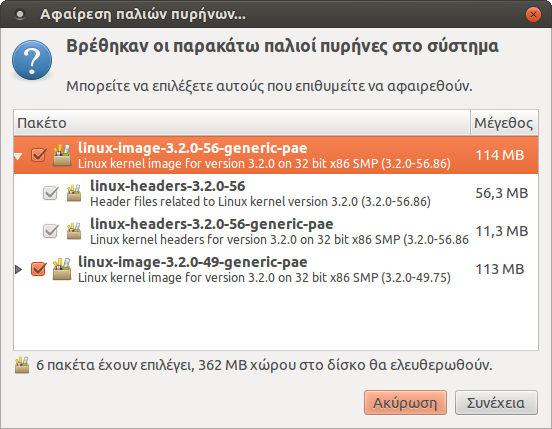 Αφαίρεση παλιών πυρήνων...
Βρέθηκαν οι παρακάτω παλιοί πυρήνες στο σύστημα
Μπορείτε να επιλέξετε αυτούς που επιθυμείτε να αφαιρεθούν.
Πακέτο Μέγεθος
linux-image-3.2.0-56-generic-pae
Linux kernel image for version 3.2.0 on 32 bit x86 SMP (3.2.0-56.86)
114 MB
linux-headers-3.2.0-56
Header files related to Linux kernel version 3.2.0 (3.2.0-56.86)
56,3 MB
linux-headers-3.2.0-56-generic-pae
Linux kernel headers for version 3.2.0 on 32 bit x86 SMP (3.2.0-56.86
11,3 MB
linux-image-3.2.0-49-generic-pae
Linux kernel image for version 3.2.0 on 32 bit x86 SMP (3.2.0-49.75)
113 MB
6 πακέτα έχουν επιλέγει, 362 MB χώρου στο δίσκο θα ελευθερωθούν.
Ακύρωση Συνέχεια